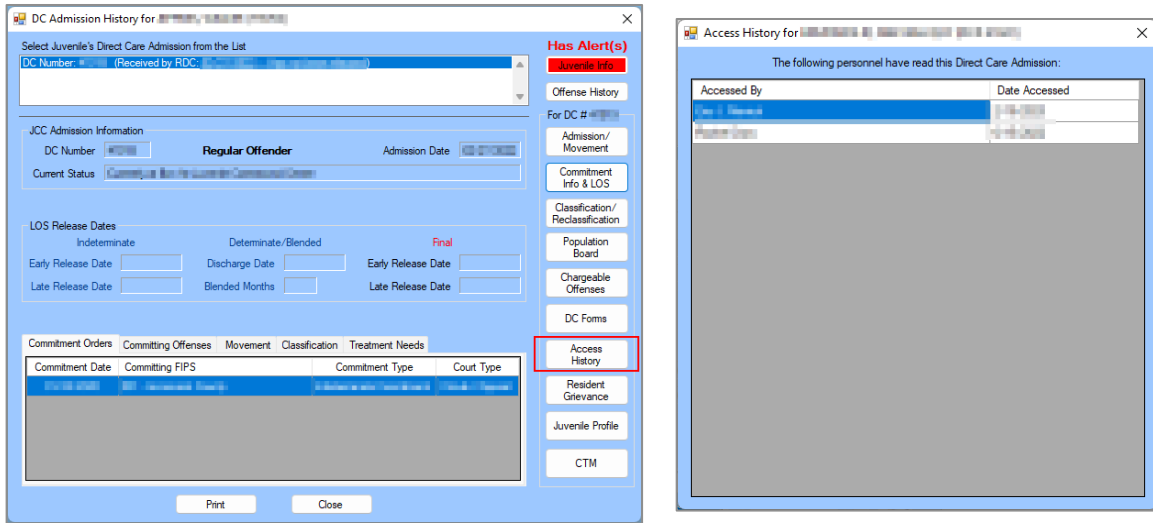 DC Admission History for
Select Juvenile's Direct Care Admission from the List
Has Alert(s)
DC Number: (Received by RDC:
Juvenile Info
Offense History
For DC #
JCC Admission Information
DC Number Regular Offender Admission Date
Current Status
Admission/
Movement
Commitment
Info & LOS
Classification/
Reclassification
LOS Release Dates
Indeterminate Determinate/Blended Final
Early Release Date Discharge Date Early Release Date
Late Release Date Blended Months Late Release Date
Population
Board
Chargeable
Offenses
DC Forms
Commitment Orders Committing Offenses Movement Classification Treatment Needs
Commitment Date Committing FIPS Commitment Type Court Type
Access
History
Resident
Grievance
Juvenile Profile
CTM
Print Close
Access History for
The following personnel have read this Direct Care Admission:
Accessed By Date Accessed